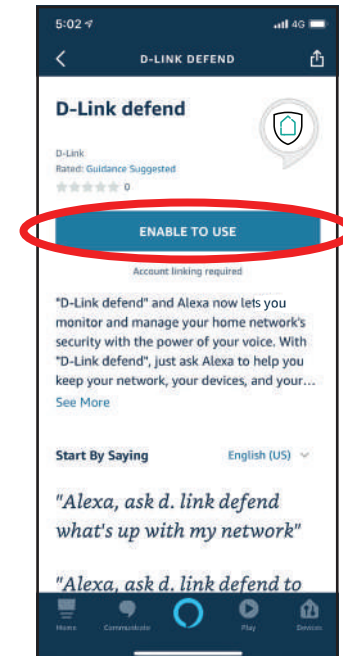 5:02
4G
D-LINK DEFEND
D-Link defend
D-Link
Rated: Guidance Suggested
0
ENABLE TO USE
Account linking required
"D-Link defend" and Alexa now lets you
monitor and manage your home network's
security with the power of your voice. With
"D-Link defend", just ask Alexa to help you
keep your network, your devices, and your...
See More
Start By Saying English (US)
"Alexa, ask d. link defend
what's up with my network"
"Alexa, ask d. link defend to
Home Communicate Play Devices